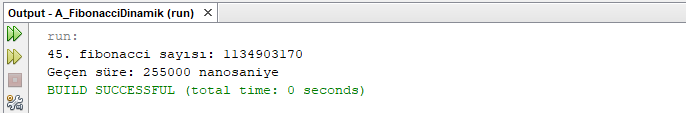 Output - A_FibonacciDinamik (run)
run:
45. fibonacci sayısı: 1134903170
Geçen süre: 255000 nanosaniye
BUILD SUCCESSFUL (total time: 0 seconds)